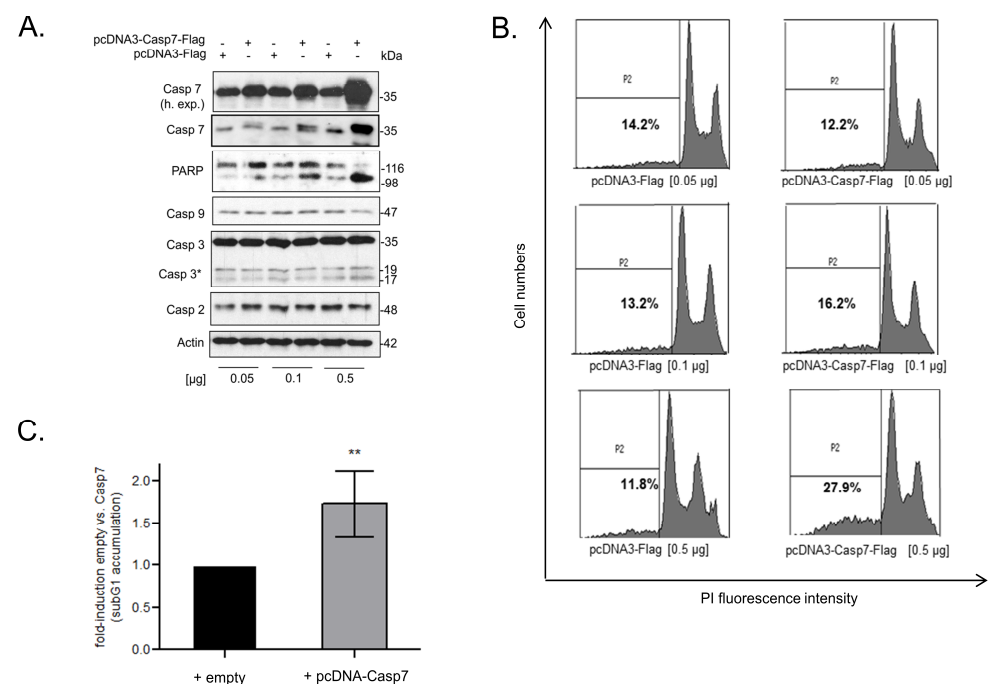 A.
pcDNA3-Casp7-Flag - + - + - +
pcDNA3-Flag + - + - + - kDa
Casp 7
(h. exp.)
-35
Casp 7 -35
PARP -116
-98
Casp 9 -47
Casp 3 -35
Casp 3* -19
-17
Casp 2 -48
Actin -42
[µg] 0.05 0.1 0.5
B.
Cell numbers
P2
14.2%
pcDNA3-Flag [0.05 µg]
P2
12.2%
pcDNA3-Casp7-Flag [0.05 µg]
P2
13.2%
pcDNA3-Flag [0.1 µg]
P2
16.2%
pcDNA3-Casp7-Flag [0.1 µg]
P2
11.8%
pcDNA3-Flag [0.5 µg]
P2
27.9%
pcDNA3-Casp7-Flag [0.5 µg]
PI fluorescence intensity
C.
fold-induction empty vs. Casp7
(subG1 accumulation)
2.0
1.5
1.0
0.5
0.0
**
+ empty + pcDNA-Casp7